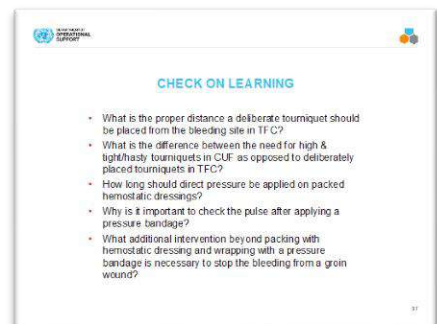 DEPARTMENT OF
OPERATIONAL
SUPPORT
CHECK ON LEARNING
• What is the proper distance a deliberate tourniquet should
be placed from the bleeding site in TFC?
• What is the difference between the need for high &
tight/hasty tourniquets in CUF as opposed to deliberately
placed tourniquets in TFC?
• How long should direct pressure be applied on packed
hemostatic dressings?
• Why is it important to check the pulse after applying a
pressure bandage?
• What additional intervention beyond packing with
hemostatic dressing and wrapping with a pressure
bandage is necessary to stop the bleeding from a groin
wound?